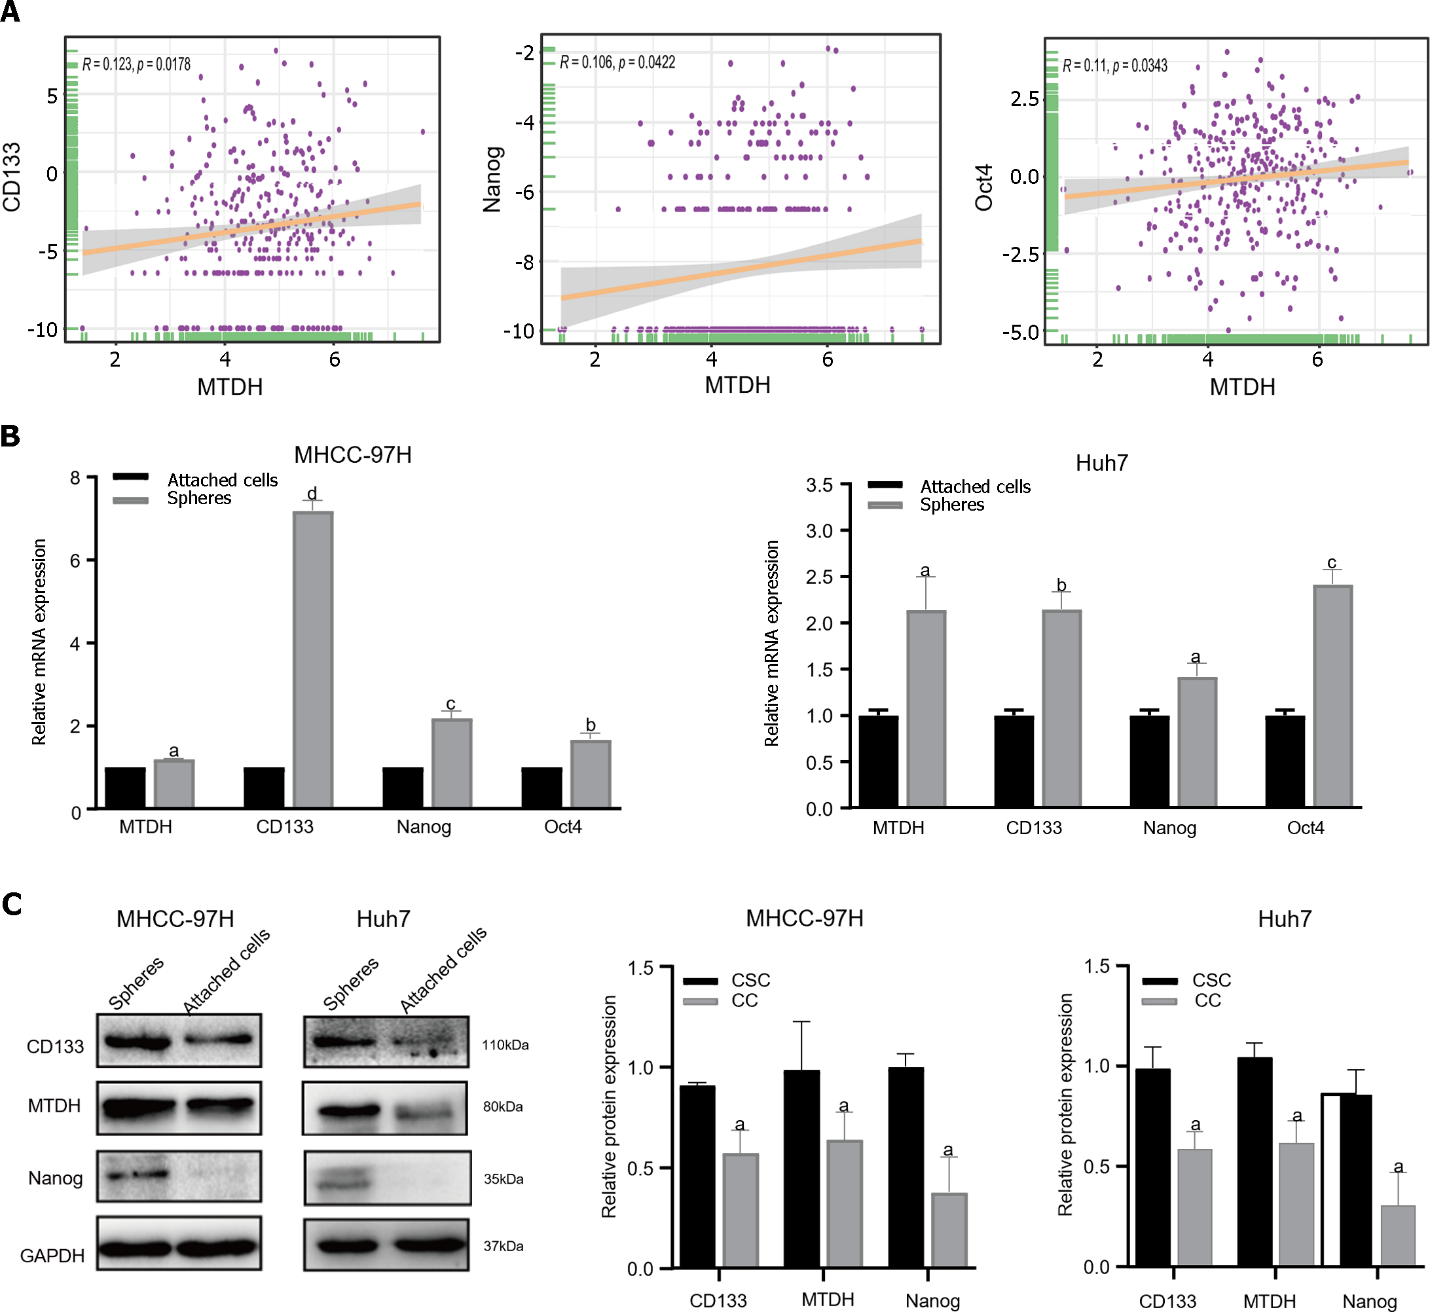 A
R = 0.123, p = 0.0178
CD133
5
0
-5
-10
2
4
6
MTDH
R = 0.106, p = 0.0422
Nanog
-2
-4
-6
-8
-10
2
4
6
MTDH
R = 0.11, p = 0.0343
Oct4
2.5
0.0
-2.5
-5.0
2
4
6
MTDH
B
MHCC-97H
Attached cells
Spheres
Relative mRNA expression
8
6
4
2
0
a
d
c
b
MTDH
CD133
Nanog
Oct4
Huh7
Attached cells
Spheres
Relative mRNA expression
3.5
3.0
2.5
2.0
1.5
1.0
0.5
0.0
a
b
a
c
MTDH
CD133
Nanog
Oct4
C
MHCC-97H
Huh7
Spheres
Attached cells
Spheres
Attached cells
CD133
110kDa
MTDH
80kDa
Nanog
35kDa
GAPDH
37kDa
MHCC-97H
CSC
CC
Relative protein expression
1.5
1.0
0.5
0.0
a
a
a
CD133
MTDH
Nanog
Huh7
CSC
CC
Relative protein expression
1.5
1.0
0.5
0.0
a
a
a
CD133
MTDH
Nanog